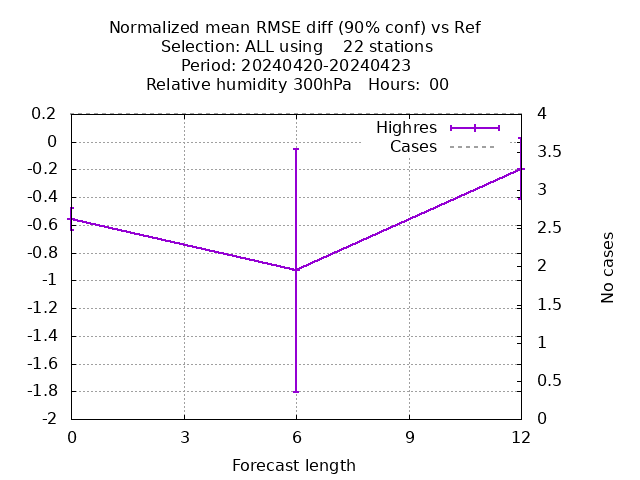 Normalized mean RMSE diff (90% conf) vs Ref
Selection: ALL using    22 stations
Period: 20240420-20240423
Relative humidity 300hPa   Hours:  00
Highres
Cases
0.2
0
-0.2
-0.4
-0.6
-0.8
-1
-1.2
-1.4
-1.6
-1.8
-2
4
3.5
3
2.5
2
1.5
1
0.5
0
No cases
0 3 6 9 12
Forecast length